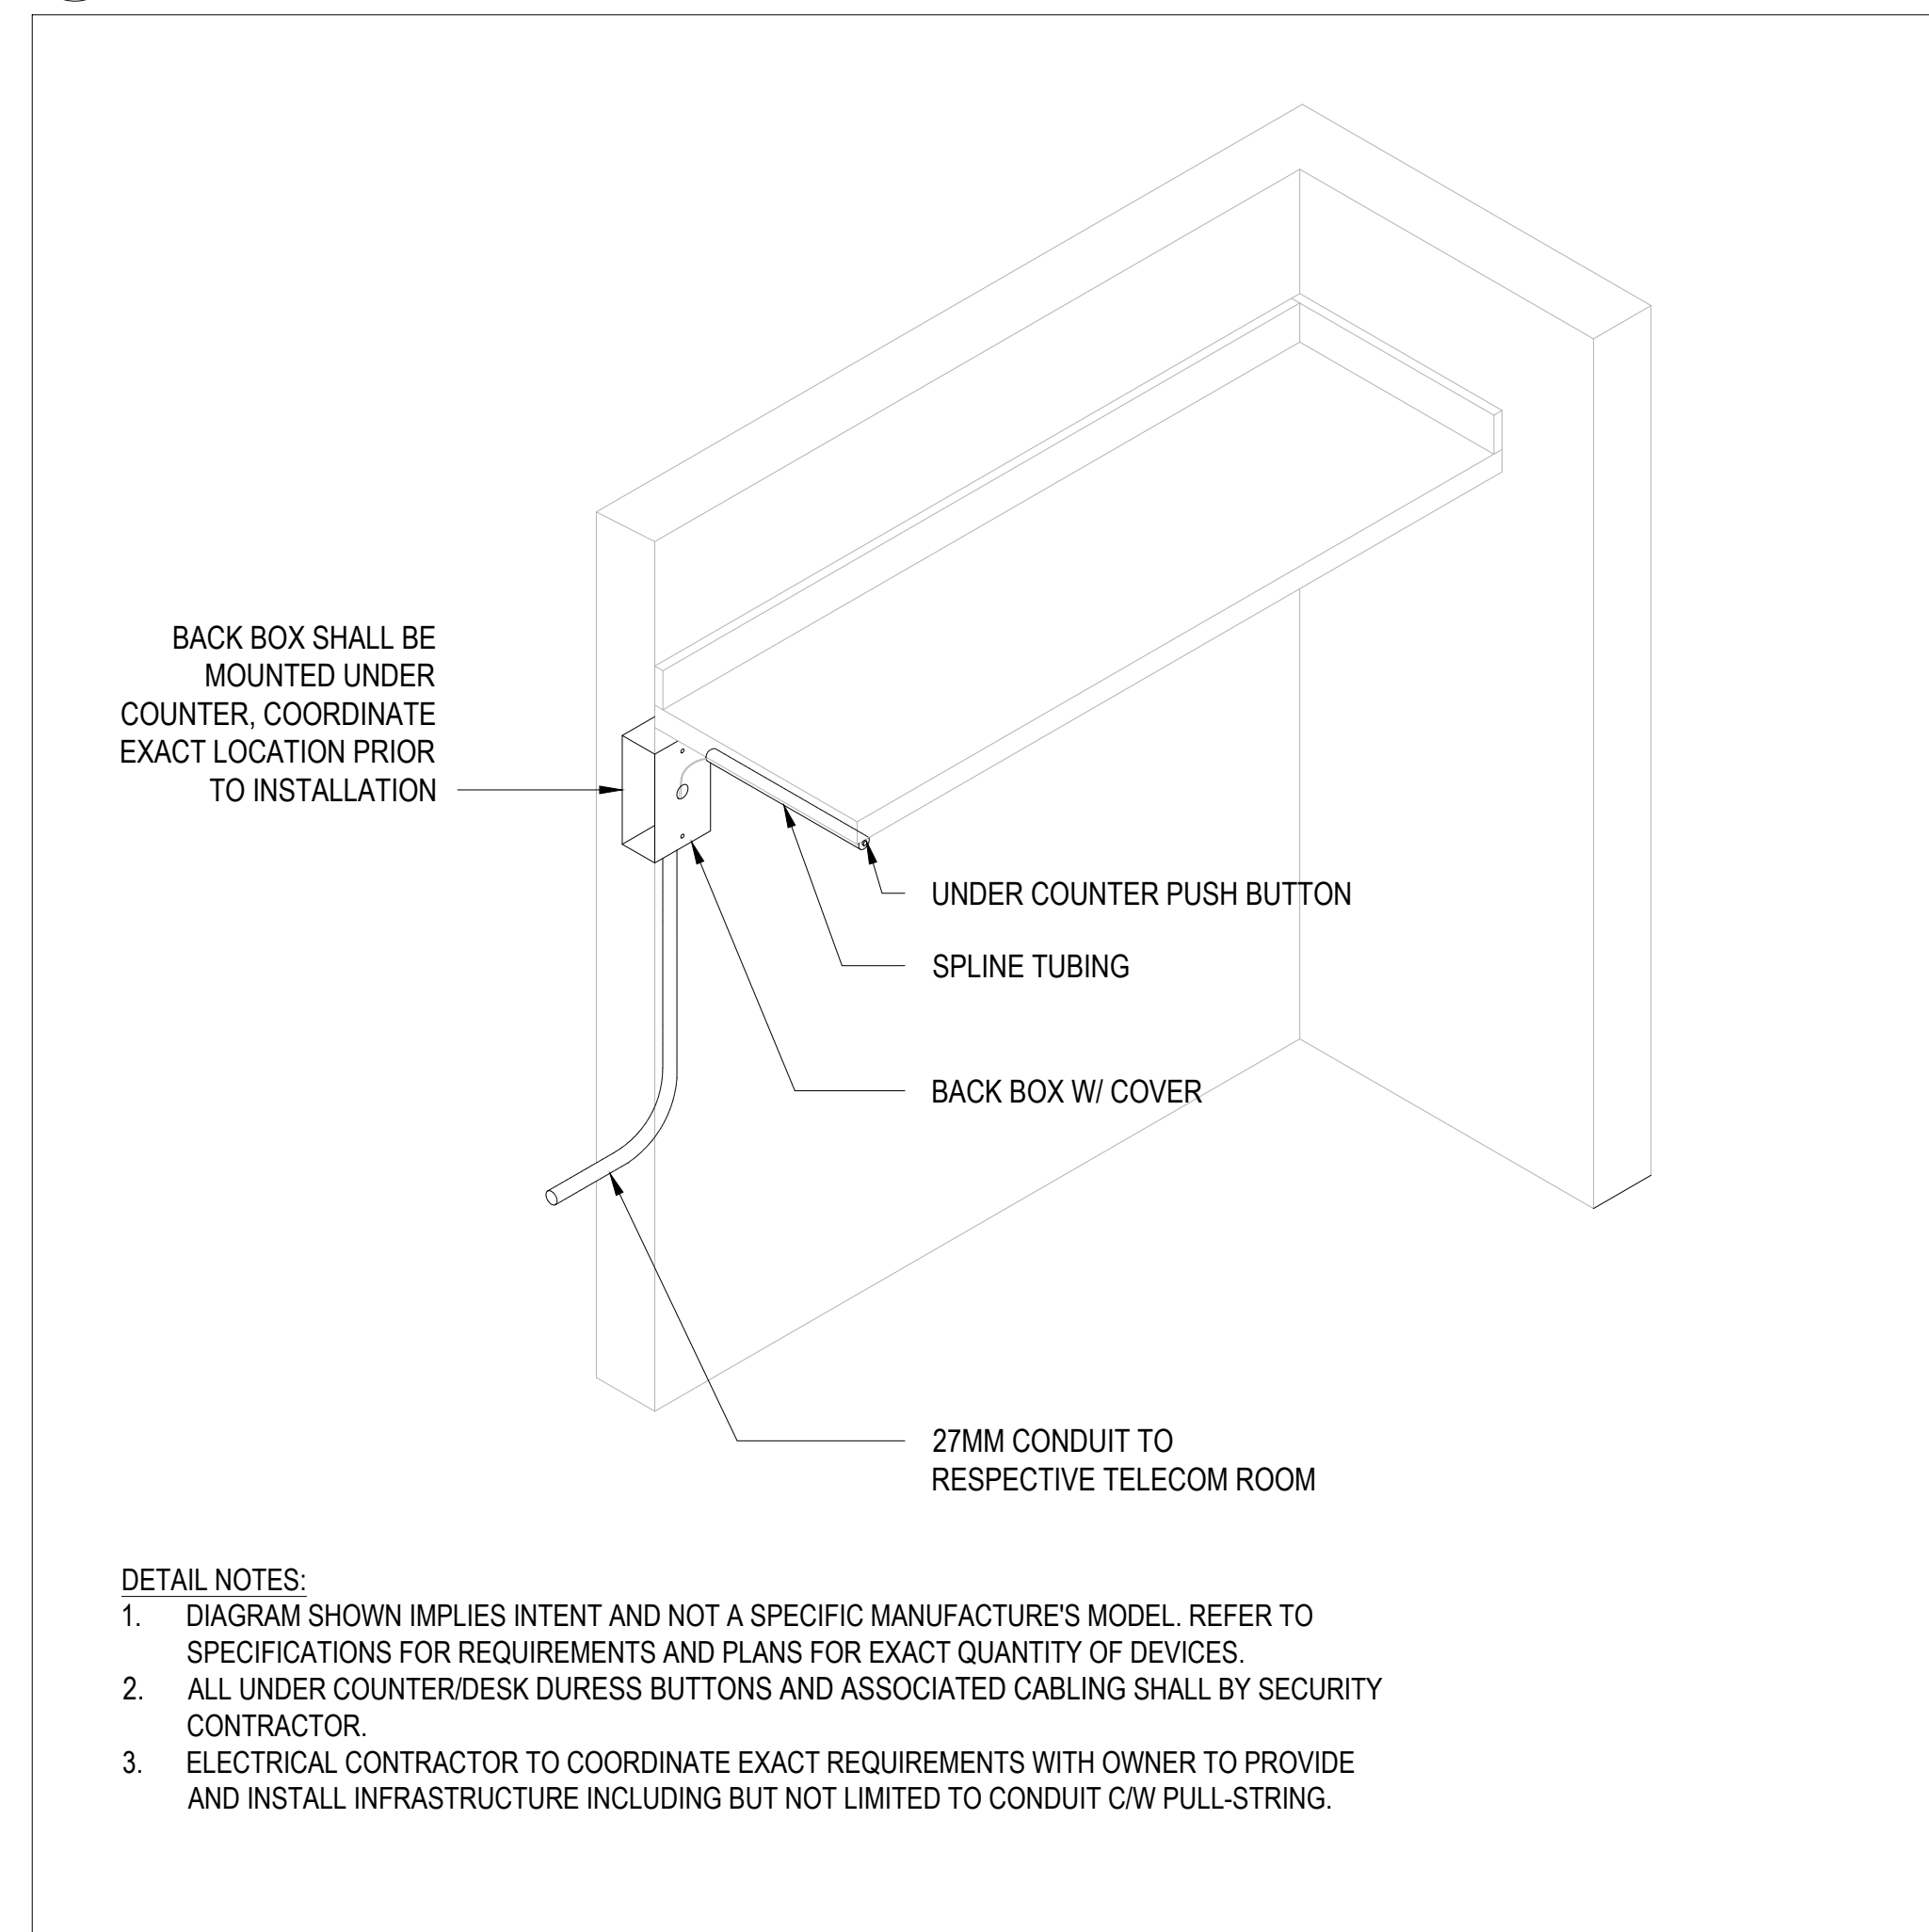 BACK BOX SHALL BE
MOUNTED UNDER
COUNTER, COORDINATE
EXACT LOCATION PRIOR
TO INSTALLATION
UNDER COUNTER PUSH BUTTON
SPLINE TUBING
BACK BOX W/ COVER
27MM CONDUIT TO
RESPECTIVE TELECOM ROOM
DETAIL NOTES:
1. DIAGRAM SHOWN IMPLIES INTENT AND NOT A SPECIFIC MANUFACTURE'S MODEL. REFER TO
SPECIFICATIONS FOR REQUIREMENTS AND PLANS FOR EXACT QUANTITY OF DEVICES.
2. ALL UNDER COUNTER/DESK DURESS BUTTONS AND ASSOCIATED CABLING SHALL BY SECURITY
CONTRACTOR.
3. ELECTRICAL CONTRACTOR TO COORDINATE EXACT REQUIREMENTS WITH OWNER TO PROVIDE
AND INSTALL INFRASTRUCTURE INCLUDING BUT NOT LIMITED TO CONDUIT C/W PULL-STRING.